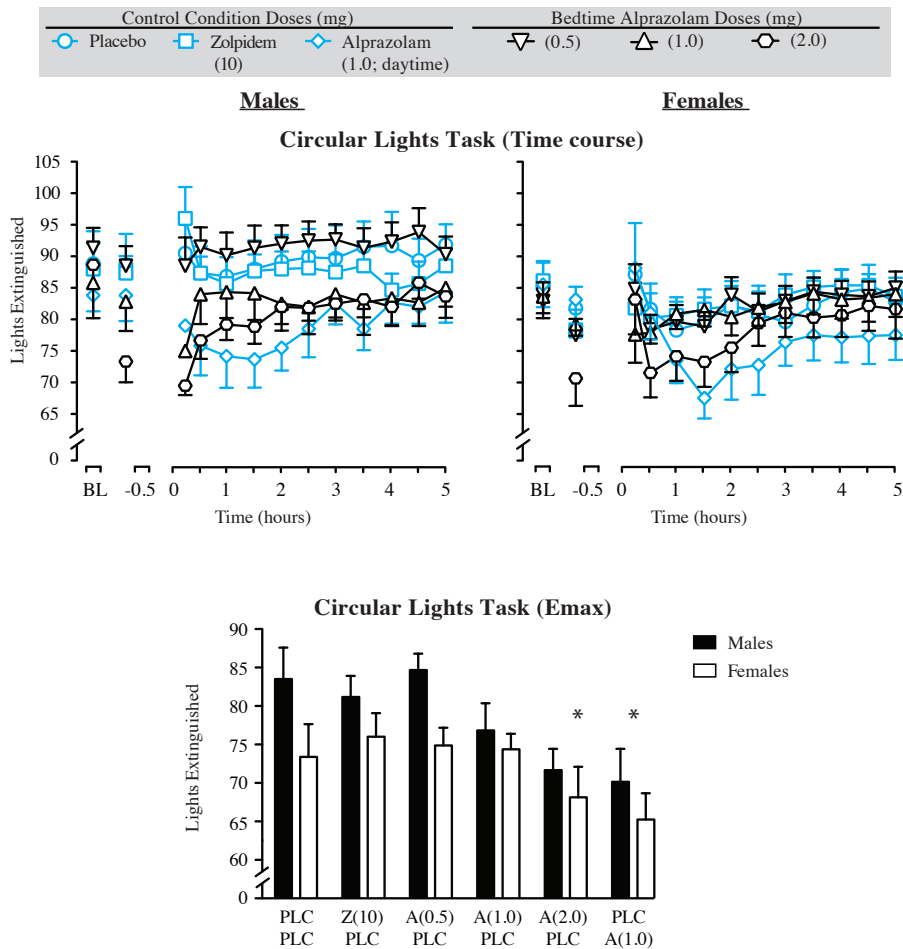 Control Condition Doses (mg)
Bedtime Alprazolam Doses (mg)
Placebo
Zolpidem
(10)
Alprazolam
(1.0; daytime)
(0.5)
(1.0)
(2.0)
Males
Females
Circular Lights Task (Time course)
Lights Extinguished
105
100
95
90
85
80
75
70
65
0
BL
-0.5
0
1
2
3
4
5
Time (hours)
BL
-0.5
0
1
2
3
4
5
Time (hours)
Circular Lights Task (Emax)
Lights Extinguished
90
85
80
75
70
65
60
0
* *
Males
Females
PLC Z(10) A(0.5) A(1.0) A(2.0) PLC
PLC PLC PLC PLC PLC A(1.0)